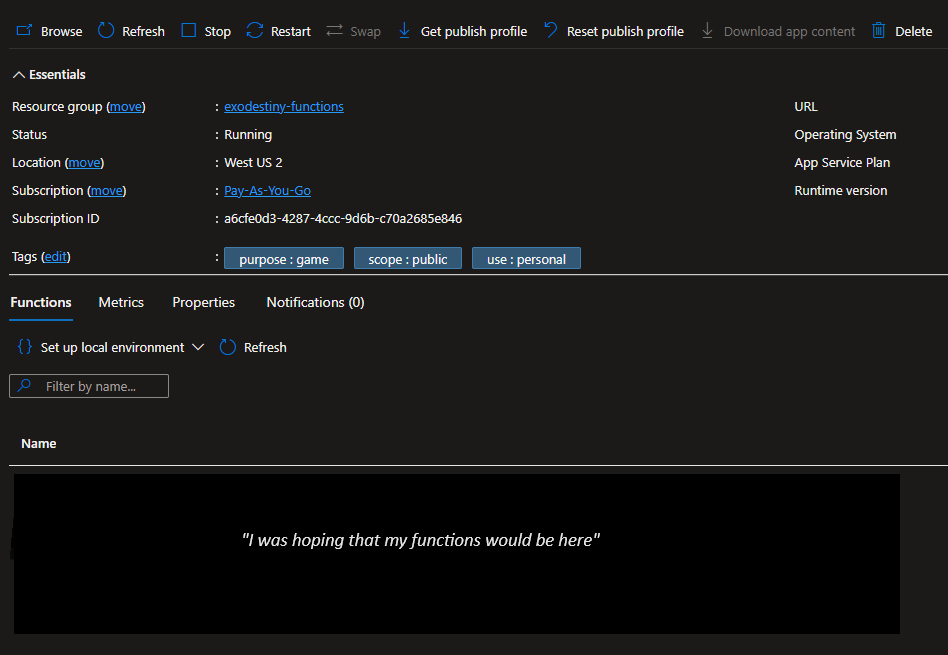 Browse Refresh Stop Restart Swap Get publish profile Reset publish profile Download app content Delete
Essentials
Resource group (move) : exodestiny-functions URL
Status : Running Operating System
Location (move) : West US 2 App Service Plan
Subscription (move) : Pay-As-You-Go Runtime version
Subscription ID : a6cfe0d3-4287-4ccc-9d6b-c70a2685e846
Tags (edit) : purpose : game scope : public use : personal
Functions Metrics Properties Notifications (0)
Set up local environment Refresh
Filter by name...
Name
"I was hoping that my functions would be here"